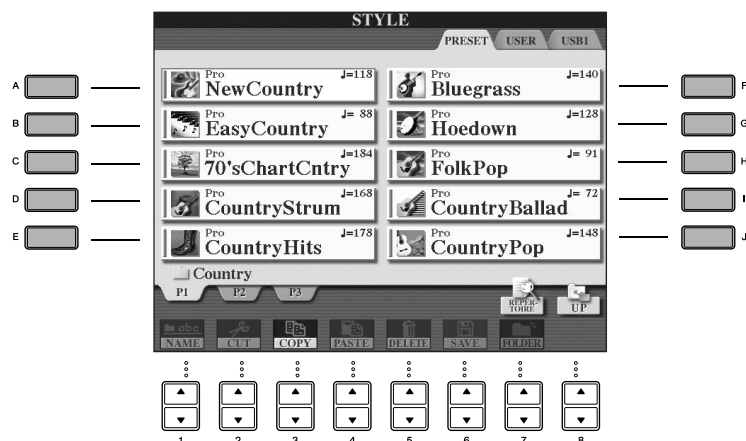 STYLE
PRESET USER USB1
A
Pro ♩=118
NewCountry
Pro ♩=140
Bluegrass
F
B
Pro ♩= 88
EasyCountry
Pro ♩=128
Hoedown
G
C
Pro ♩=184
70'sChartCntry
Pro ♩= 91
FolkPop
H
D
Pro ♩=168
CountryStrum
Pro ♩= 72
CountryBallad
I
E
Pro ♩=178
CountryHits
Pro ♩=148
CountryPop
J
Country
P1 P2 P3
REPER-
TOIRE
UP
abc
NAME CUT COPY PASTE DELETE SAVE FOLDER
1 2 3 4 5 6 7 8